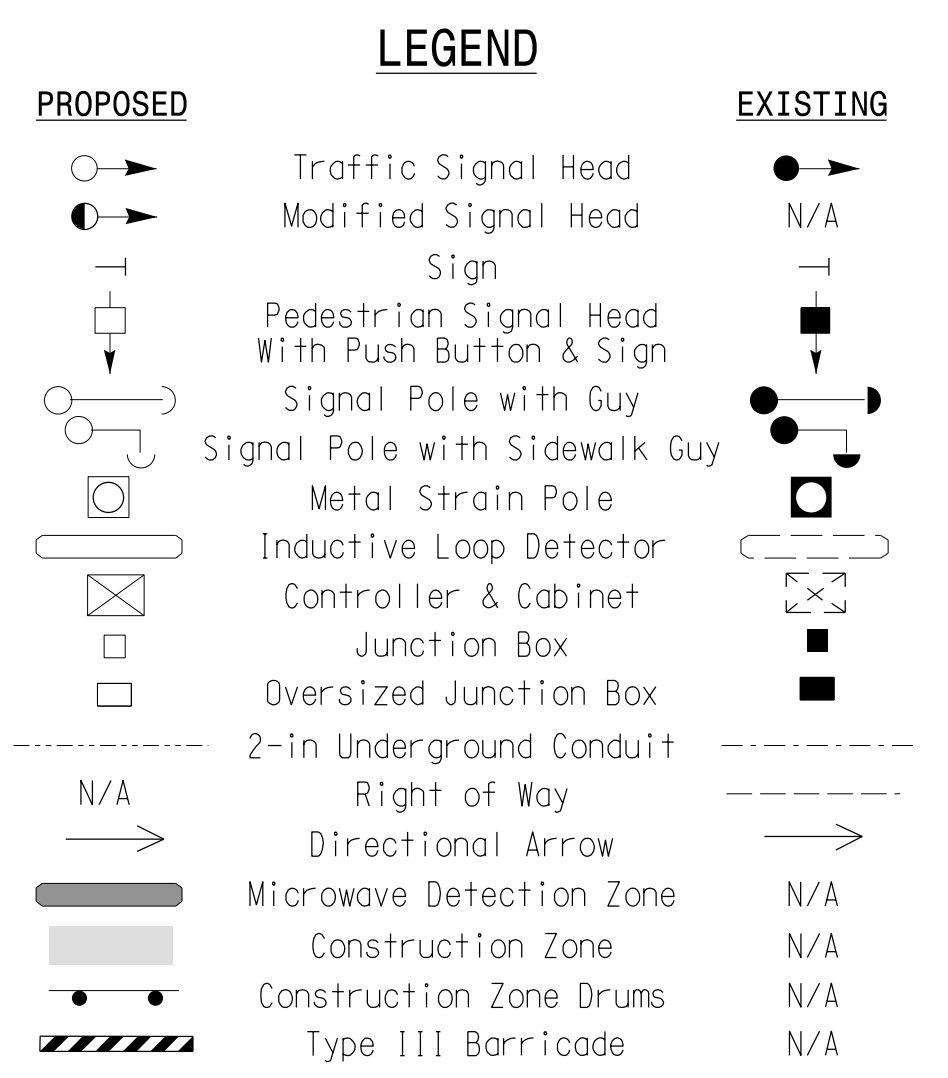 LEGEND
PROPOSED EXISTING
Traffic Signal Head
Modified Signal Head N/A
Sign
Pedestrian Signal Head
With Push Button & Sign
Signal Pole with Guy
Signal Pole with Sidewalk Guy
Metal Strain Pole
Inductive Loop Detector
Controller & Cabinet
Junction Box
Oversized Junction Box
2-in Underground Conduit
N/A Right of Way
Directional Arrow
Microwave Detection Zone N/A
Construction Zone N/A
Construction Zone Drums N/A
Type III Barricade N/A